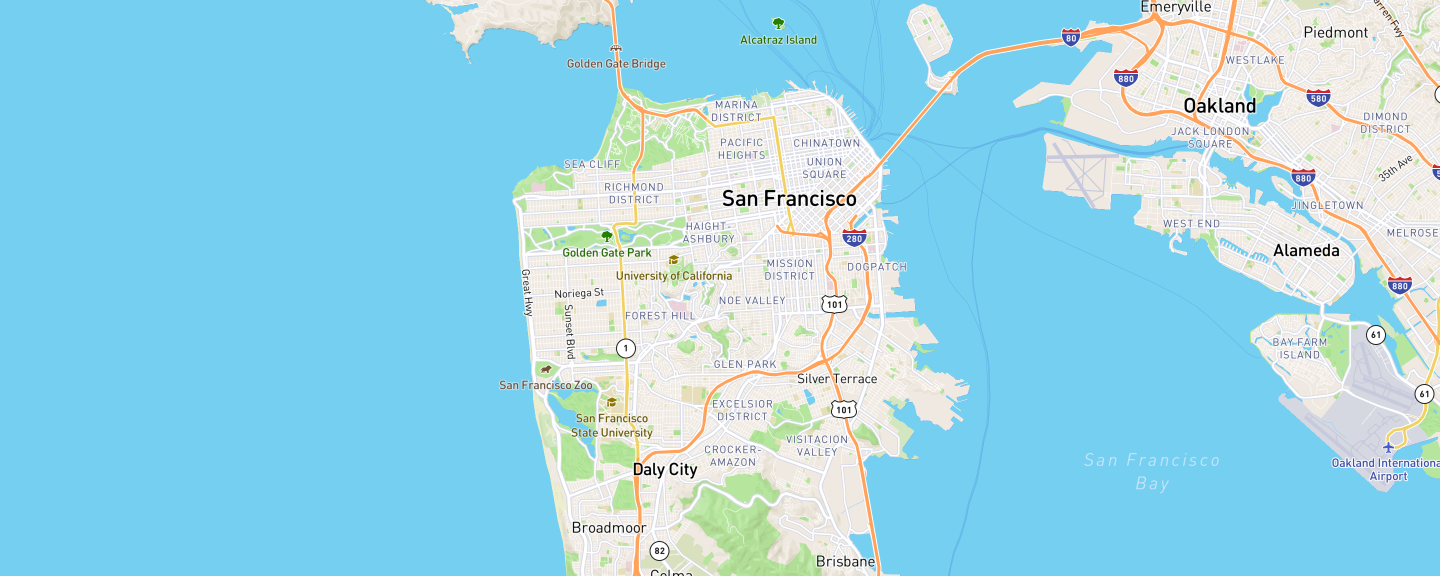 Emeryville
Piedmont
Alcatraz Island
80
Golden Gate Bridge
WESTLAKE
880
580
Oakland
MARINA
DISTRICT
DIMOND
DISTRICT
JACK LONDON
SQUARE
PACIFIC
HEIGHTS
CHINATOWN
UNION
SQUARE
SEA CLIFF
35th Ave
RICHMOND
DISTRICT
880
San Francisco
JINGLETOWN
WEST END
HAIGHT-
ASHBURY
280
MELROSE
Golden Gate Park
Alameda
MISSION
DISTRICT
DOGPATCH
University of California
Great Hwy
Noriega St
880
NOE VALLEY
101
Sunset Blvd
FOREST HILL
61
1
BAY FARM
ISLAND
GLEN PARK
San Francisco Zoo
Silver Terrace
61
EXCELSIOR
DISTRICT
101
San Francisco
State University
VISITACION
VALLEY
CROCKER-
AMAZON
San Francisco
Bay
Daly City
Oakland Internationa
Airport
Broadmoor
82
Brisbane
Colma